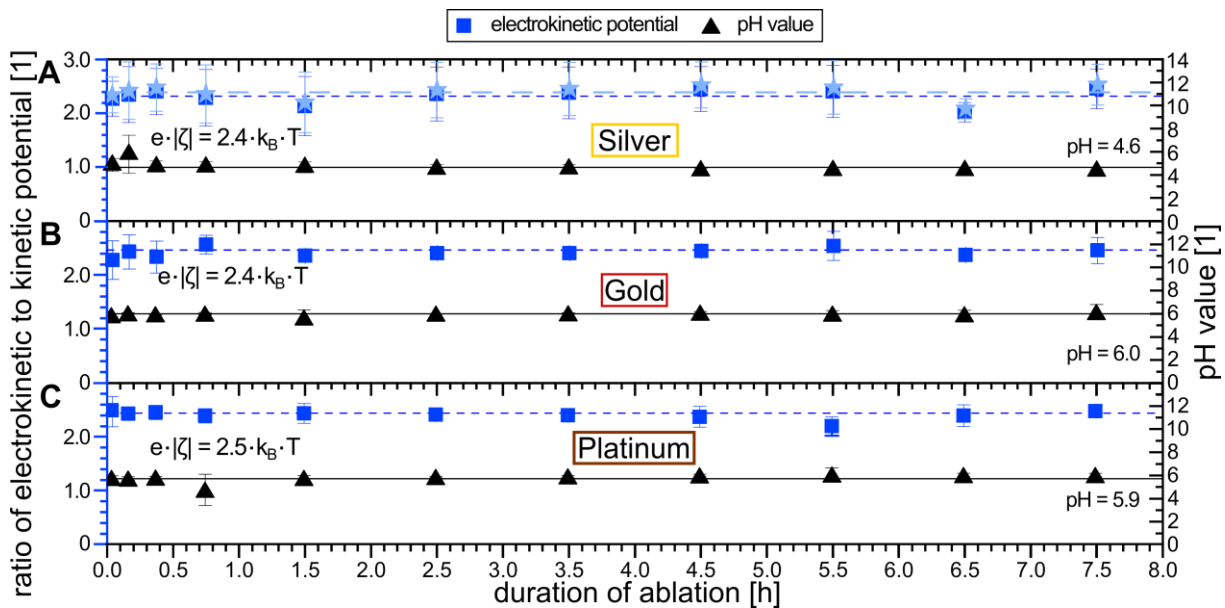 electrokinetic potential pH value
ratio of electrokinetic to kinetic potential [1]
A
3.0
2.0
1.0
0
e·|ζ| = 2.4·k_B·T
Silver
pH = 4.6
14
12
10
8
6
4
2
0
B
2.0
1.0
0
e·|ζ| = 2.4·k_B·T
Gold
pH = 6.0
12
10
8
6
4
2
0
C
2.0
1.0
0
e·|ζ| = 2.5·k_B·T
Platinum
pH = 5.9
12
10
8
6
4
2
0
pH value [1]
0.0 0.5 1.0 1.5 2.0 2.5 3.0 3.5 4.0 4.5 5.0 5.5 6.0 6.5 7.0 7.5 8.0
duration of ablation [h]